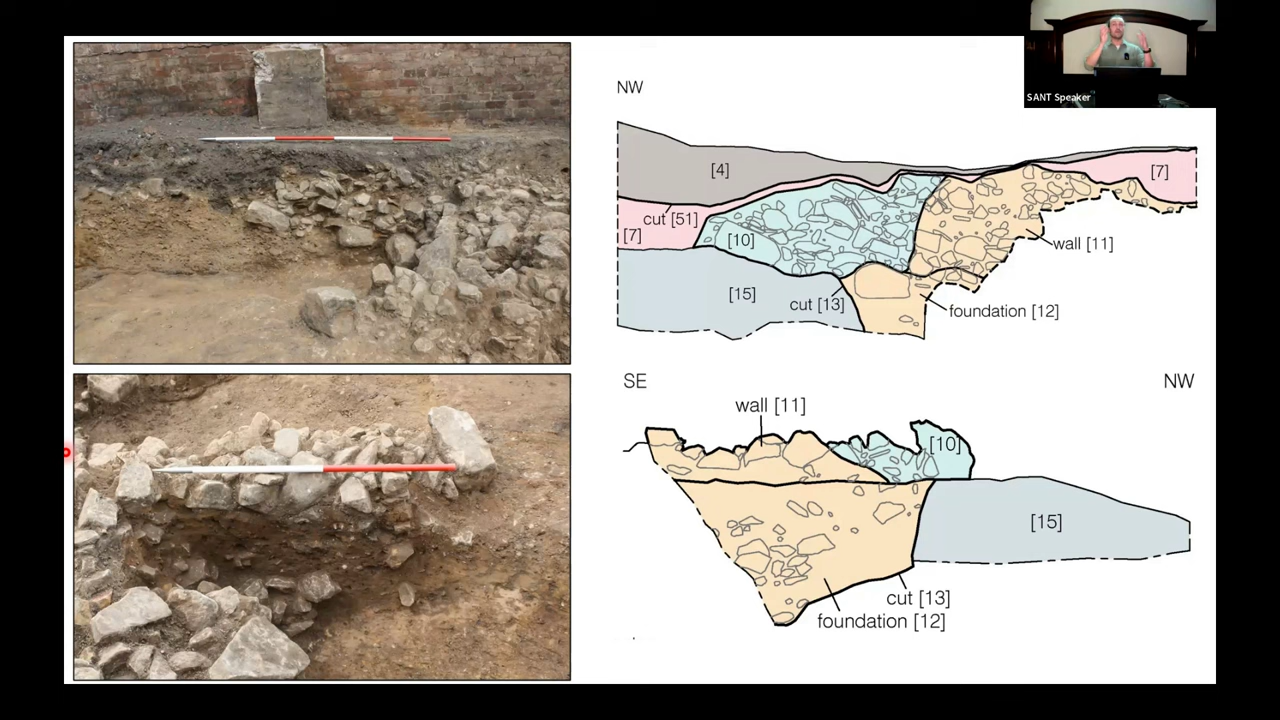 SANT Speaker
NW
[4]
[7]
cut [51]
[7]
[10]
wall [11]
[15]
cut [13]
foundation [12]
SE
NW
wall [11]
[10]
[15]
cut [13]
foundation [12]